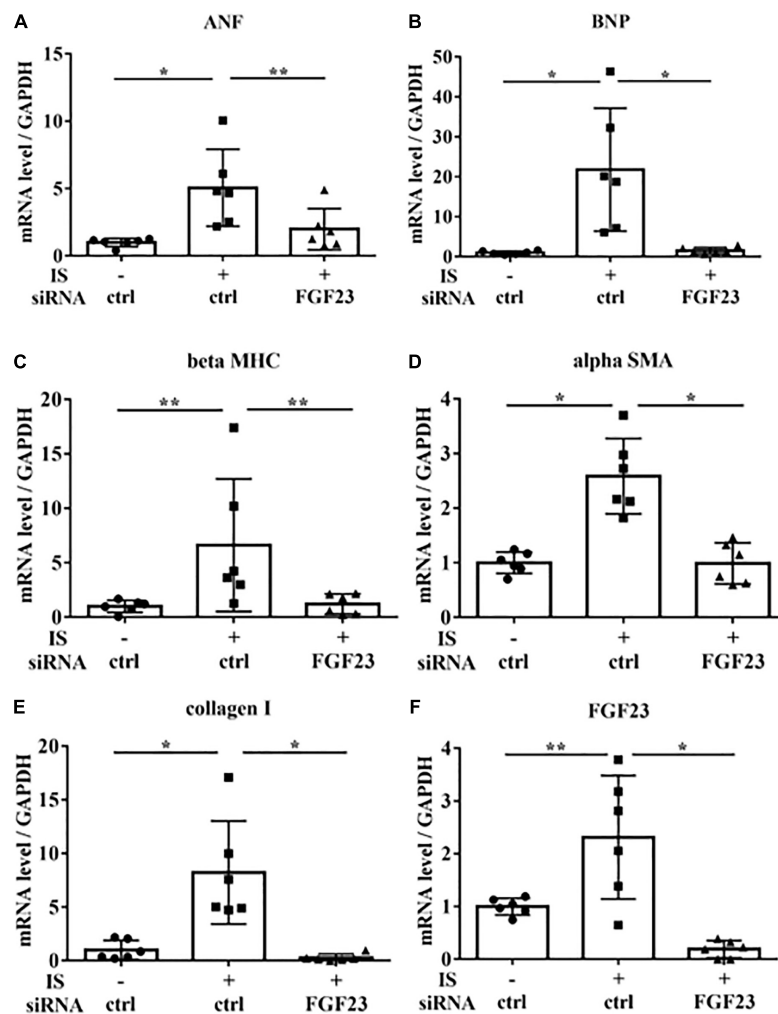 A
ANF
mRNA level / GAPDH
15
10
5
0
* **
IS - + +
siRNA ctrl ctrl FGF23
B
BNP
mRNA level / GAPDH
50
40
30
20
10
0
* *
IS - + +
siRNA ctrl ctrl FGF23
C
beta MHC
mRNA level / GAPDH
20
15
10
5
0
** **
IS - + +
siRNA ctrl ctrl FGF23
D
alpha SMA
mRNA level / GAPDH
4
3
2
1
0
* *
IS - + +
siRNA ctrl ctrl FGF23
E
collagen I
mRNA level / GAPDH
20
15
10
5
0
* *
IS - + +
siRNA ctrl ctrl FGF23
F
FGF23
mRNA level / GAPDH
4
3
2
1
0
** *
IS - + +
siRNA ctrl ctrl FGF23